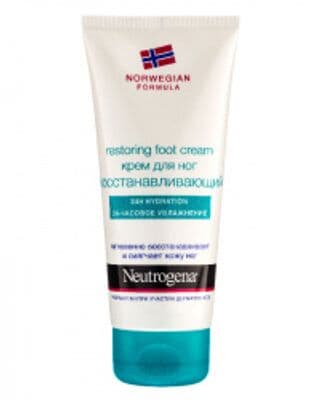 NORWEGIAN
FORMULA
restoring foot cream
крем для ног
восстанавливающий
24H HYDRATION
24-ЧАСОВОЕ УВЛАЖНЕНИЕ
мгновенно восстанавливает
и смягчает кожу ног
Neutrogena